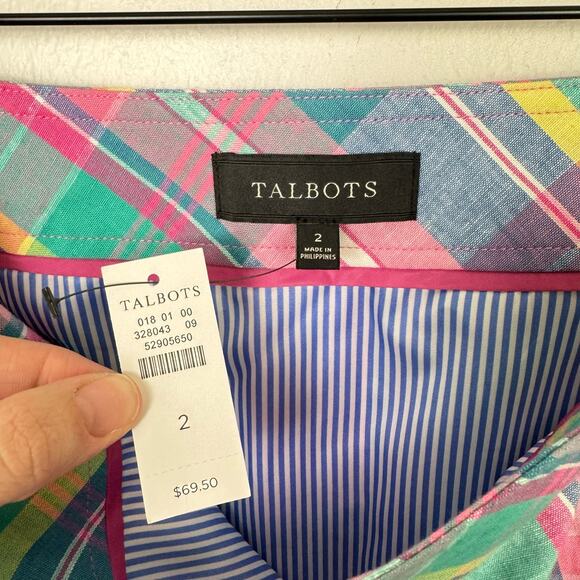 TALBOTS
2
MADE IN
PHILIPPINES
TALBOTS
018 01 00
328043 09
52905650
2
$69.50